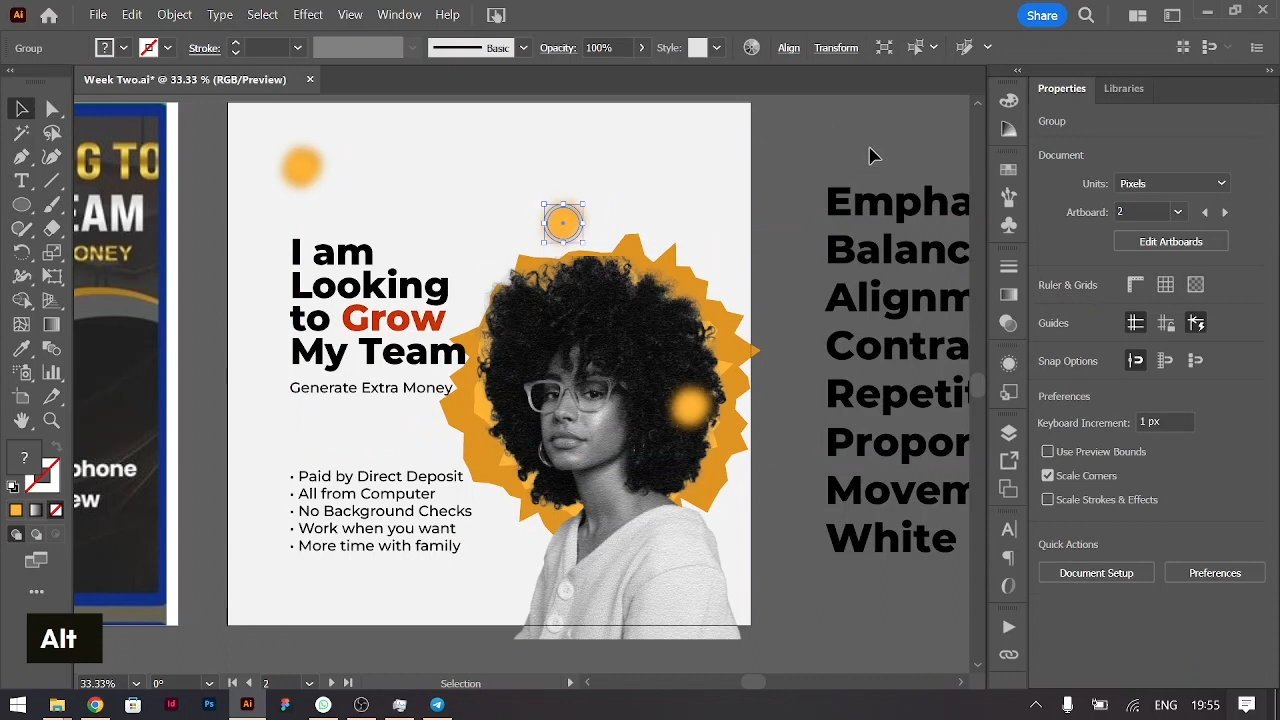 Ai File Edit Object Type Select Effect View Window Help Share
Group ? Stroke: Basic Opacity: 100% Style: Align Transform
Week Two.ai* @ 33.33 % (RGB/Preview) ×
Properties Libraries
Group
Document
Units: Pixels
Artboard: 2
Edit Artboards
Ruler & Grids
Guides
Snap Options
Preferences
Keyboard Increment: 1 px
Use Preview Bounds
Scale Corners
Scale Strokes & Effects
Quick Actions
Document Setup Preferences
G TO
EAM
ONEY
phone
ew
I am
Looking
to Grow
My Team
Generate Extra Money
• Paid by Direct Deposit
• All from Computer
• No Background Checks
• Work when you want
• More time with family
Empha
Balanc
Alignm
Contra
Repetit
Propor
Movem
White
?
Alt
33.33% 0° 2 Selection
Id Ps Ai ENG 19:55